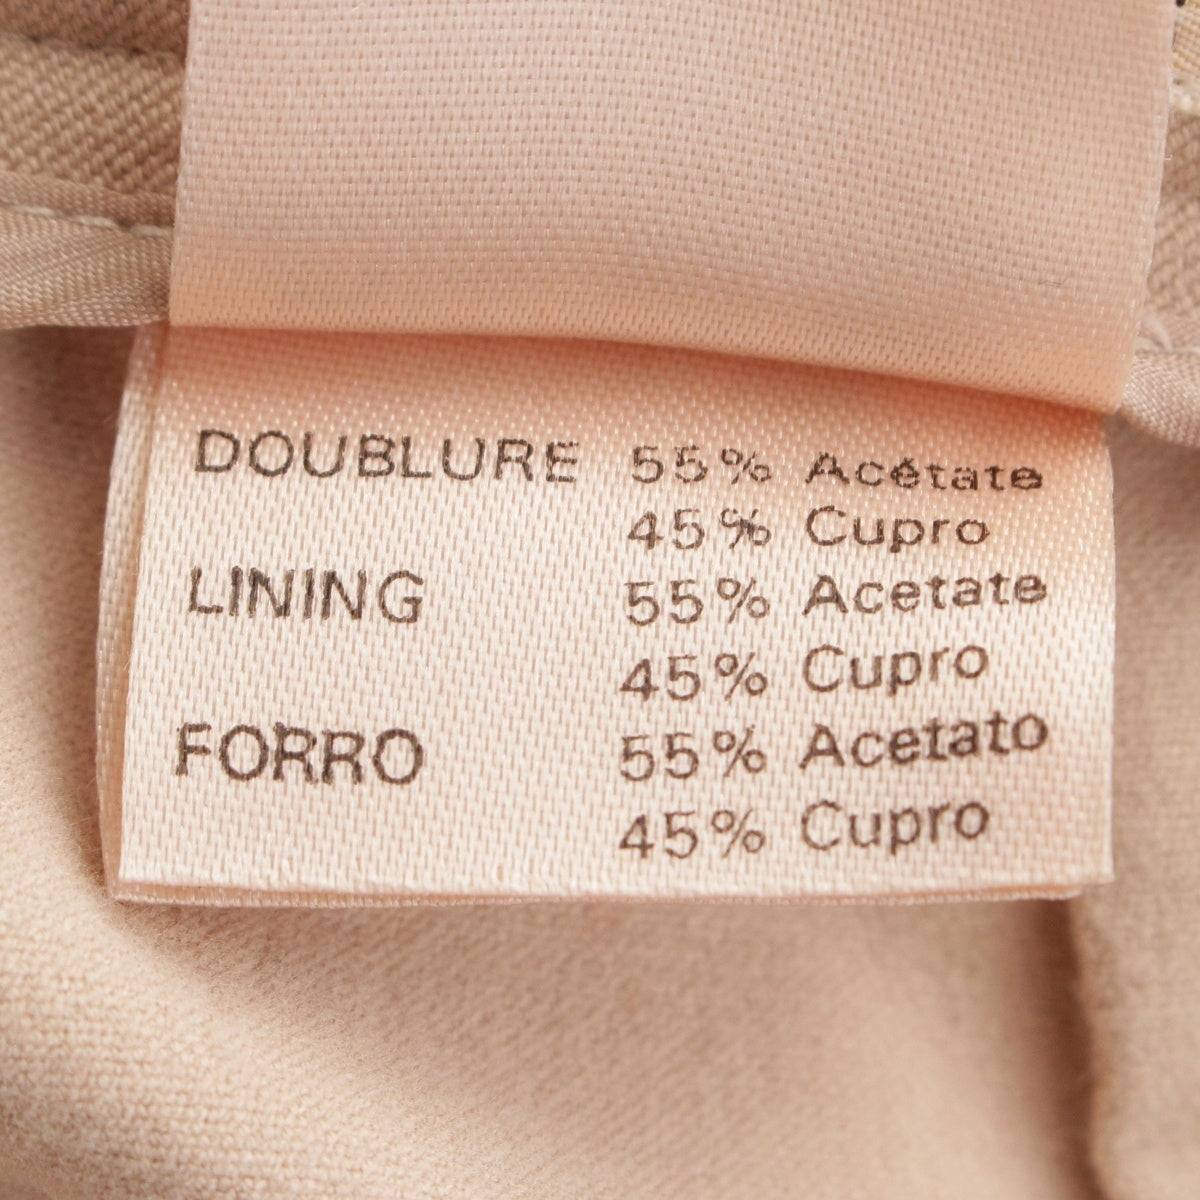 DOUBLURE 55% Acétate
45% Cupro
LINING 55% Acetate
45% Cupro
FORRO 55% Acetato
45% Cupro